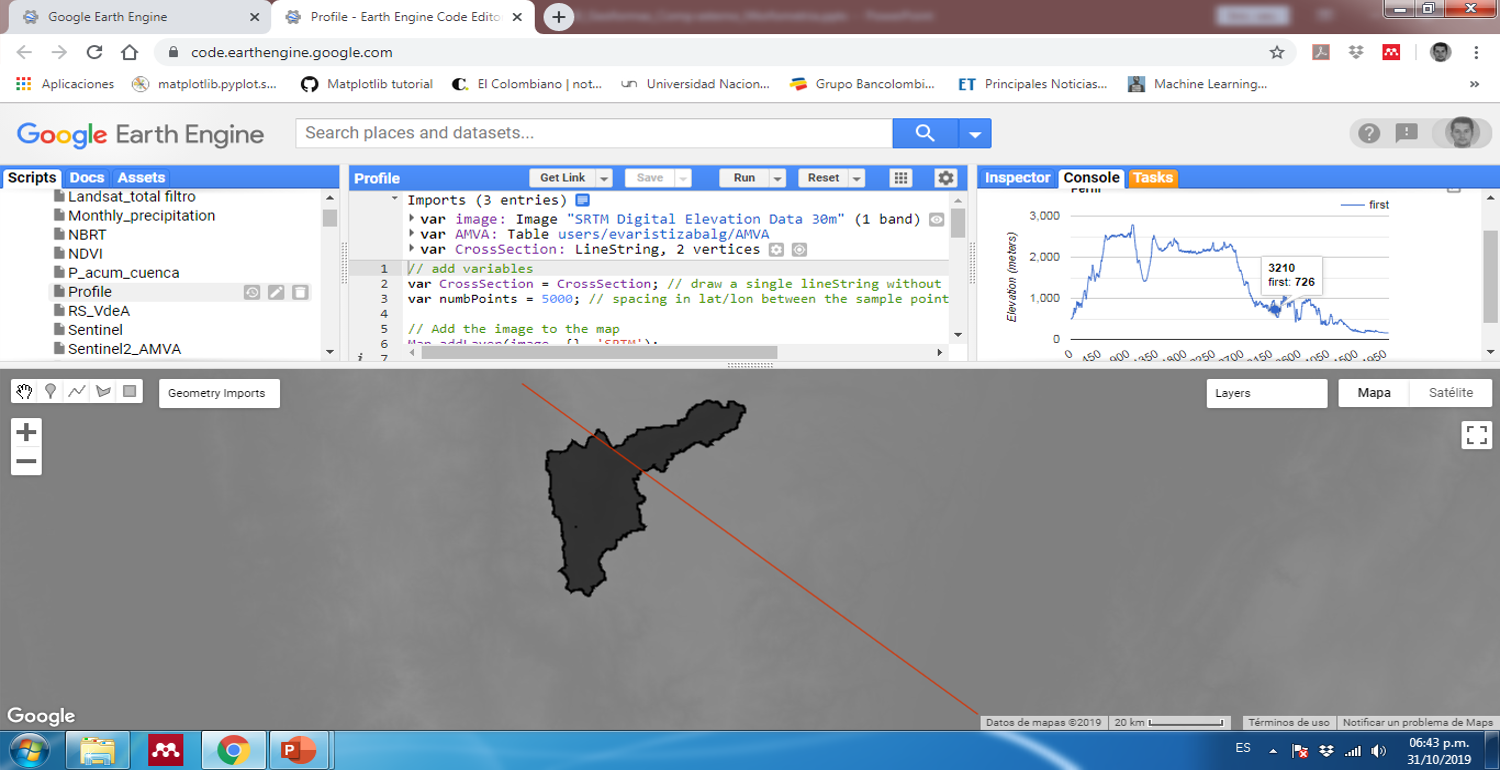 Google Earth Engine
Profile - Earth Engine Code Edito
code.earthengine.google.com
Aplicaciones
matplotlib.pyplot.s...
Matplotlib tutorial
El Colombiano | not...
Universidad Nacion...
Grupo Bancolombi...
ET Principales Noticias...
Machine Learning...
»
Google Earth Engine
Search places and datasets...
Scripts Docs Assets
Landsat_total filtro
Monthly_precipitation
NBRT
NDVI
P_acum_cuenca
Profile
RS_VdeA
Sentinel
Sentinel2_AMVA
Profile
Get Link Save Run Reset
Imports (3 entries)
var image: Image "SRTM Digital Elevation Data 30m" (1 band)
var AMVA: Table users/evaristizabalg/AMVA
var CrossSection: LineString, 2 vertices
1 // add variables
2 var CrossSection = CrossSection; // draw a single lineString without
3 var numbPoints = 5000; // spacing in lat/lon between the sample point
4
5 // Add the image to the map
6 Map.addLayer(image, {}, 'SRTM');
i 7
Inspector Console Tasks
Perfil
first
Elevation (meters)
3,000
2,000
1,000
0
3210
first: 726
0 450 900 1350 1800 2250 2700 3150 3600 4050 4500 4950
Geometry Imports
Layers
Mapa Satélite
+
−
Google
Datos de mapas ©2019
20 km
Términos de uso
Notificar un problema de Maps
ES
06:43 p.m.
31/10/2019